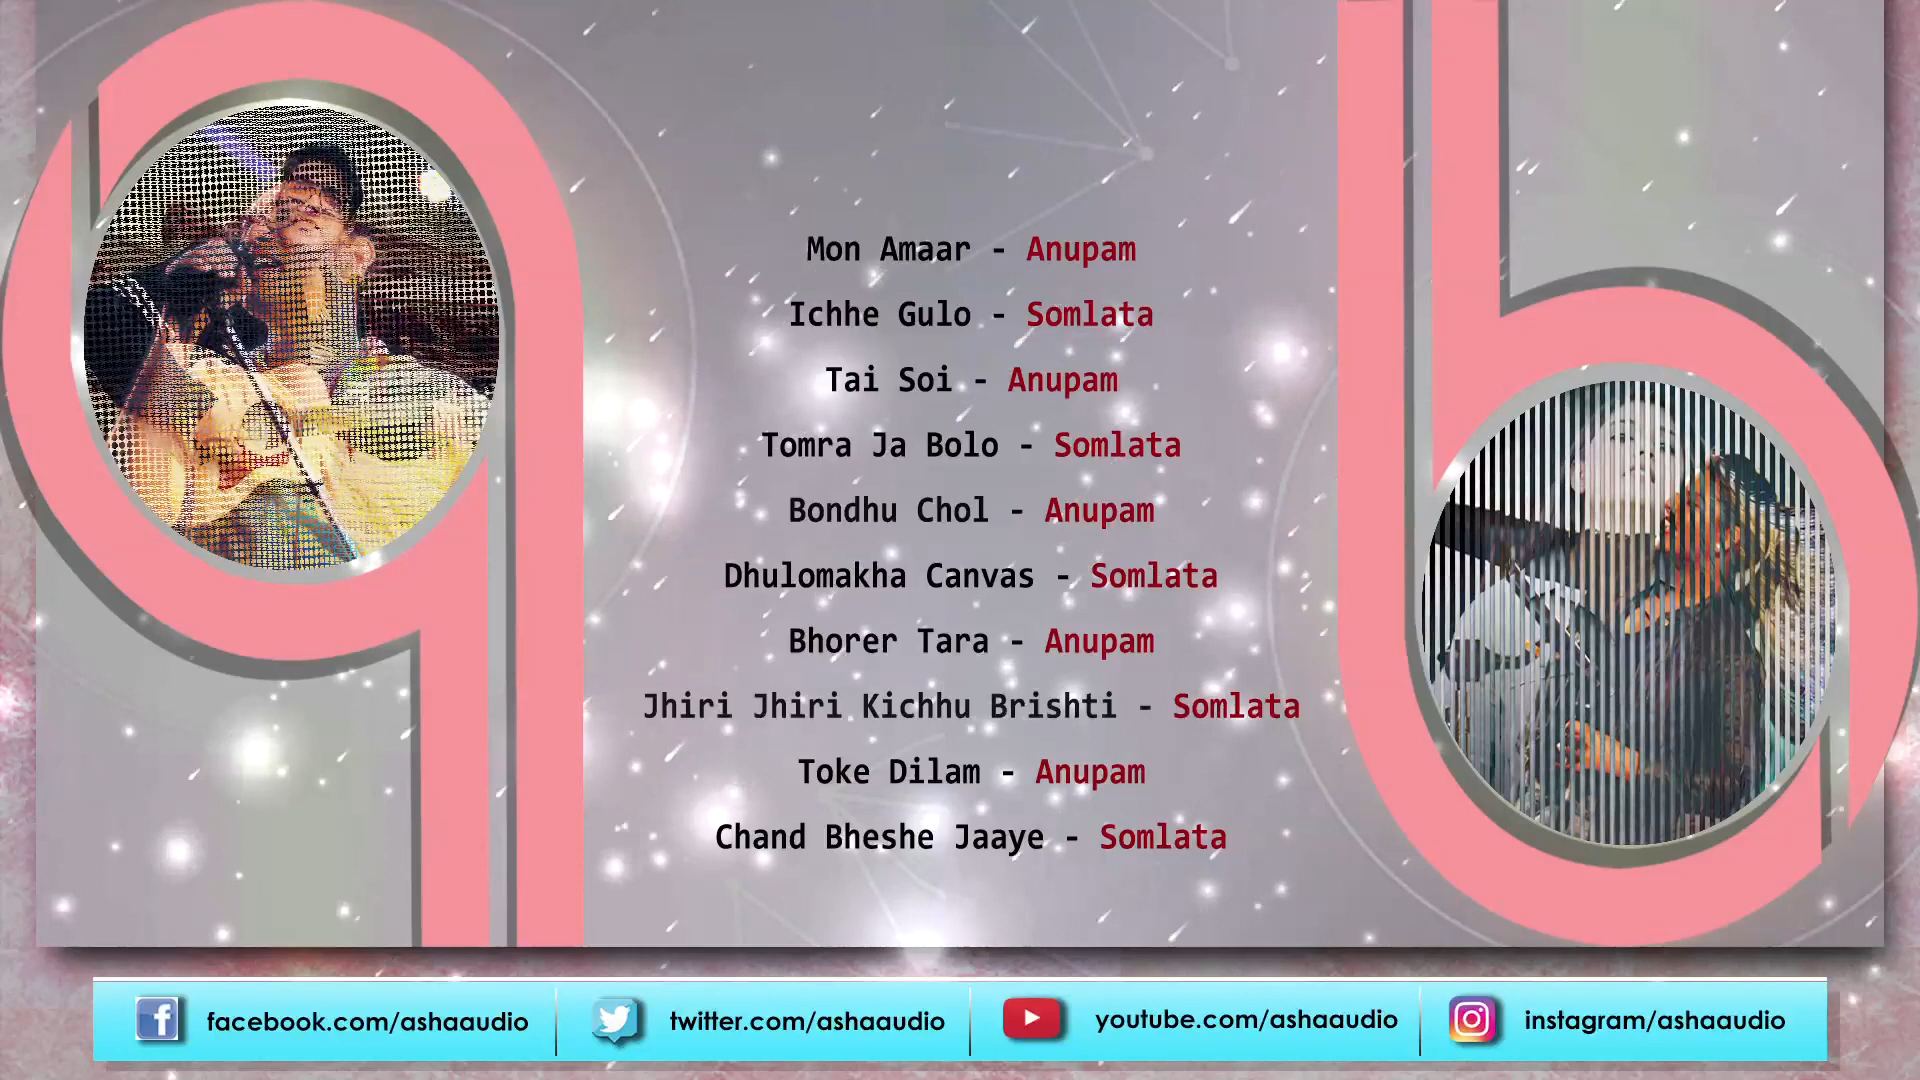 Mon Amaar - Anupam
Ichhe Gulo - Somlata
Tai Soi - Anupam
Tomra Ja Bolo - Somlata
Bondhu Chol - Anupam
Dhulomakha Canvas - Somlata
Bhorer Tara - Anupam
Jhiri Jhiri Kichhu Brishti - Somlata
Toke Dilam - Anupam
Chand Bheshe Jaaye - Somlata
facebook.com/ashaaudio
twitter.com/ashaaudio
youtube.com/ashaaudio
instagram/ashaaudio